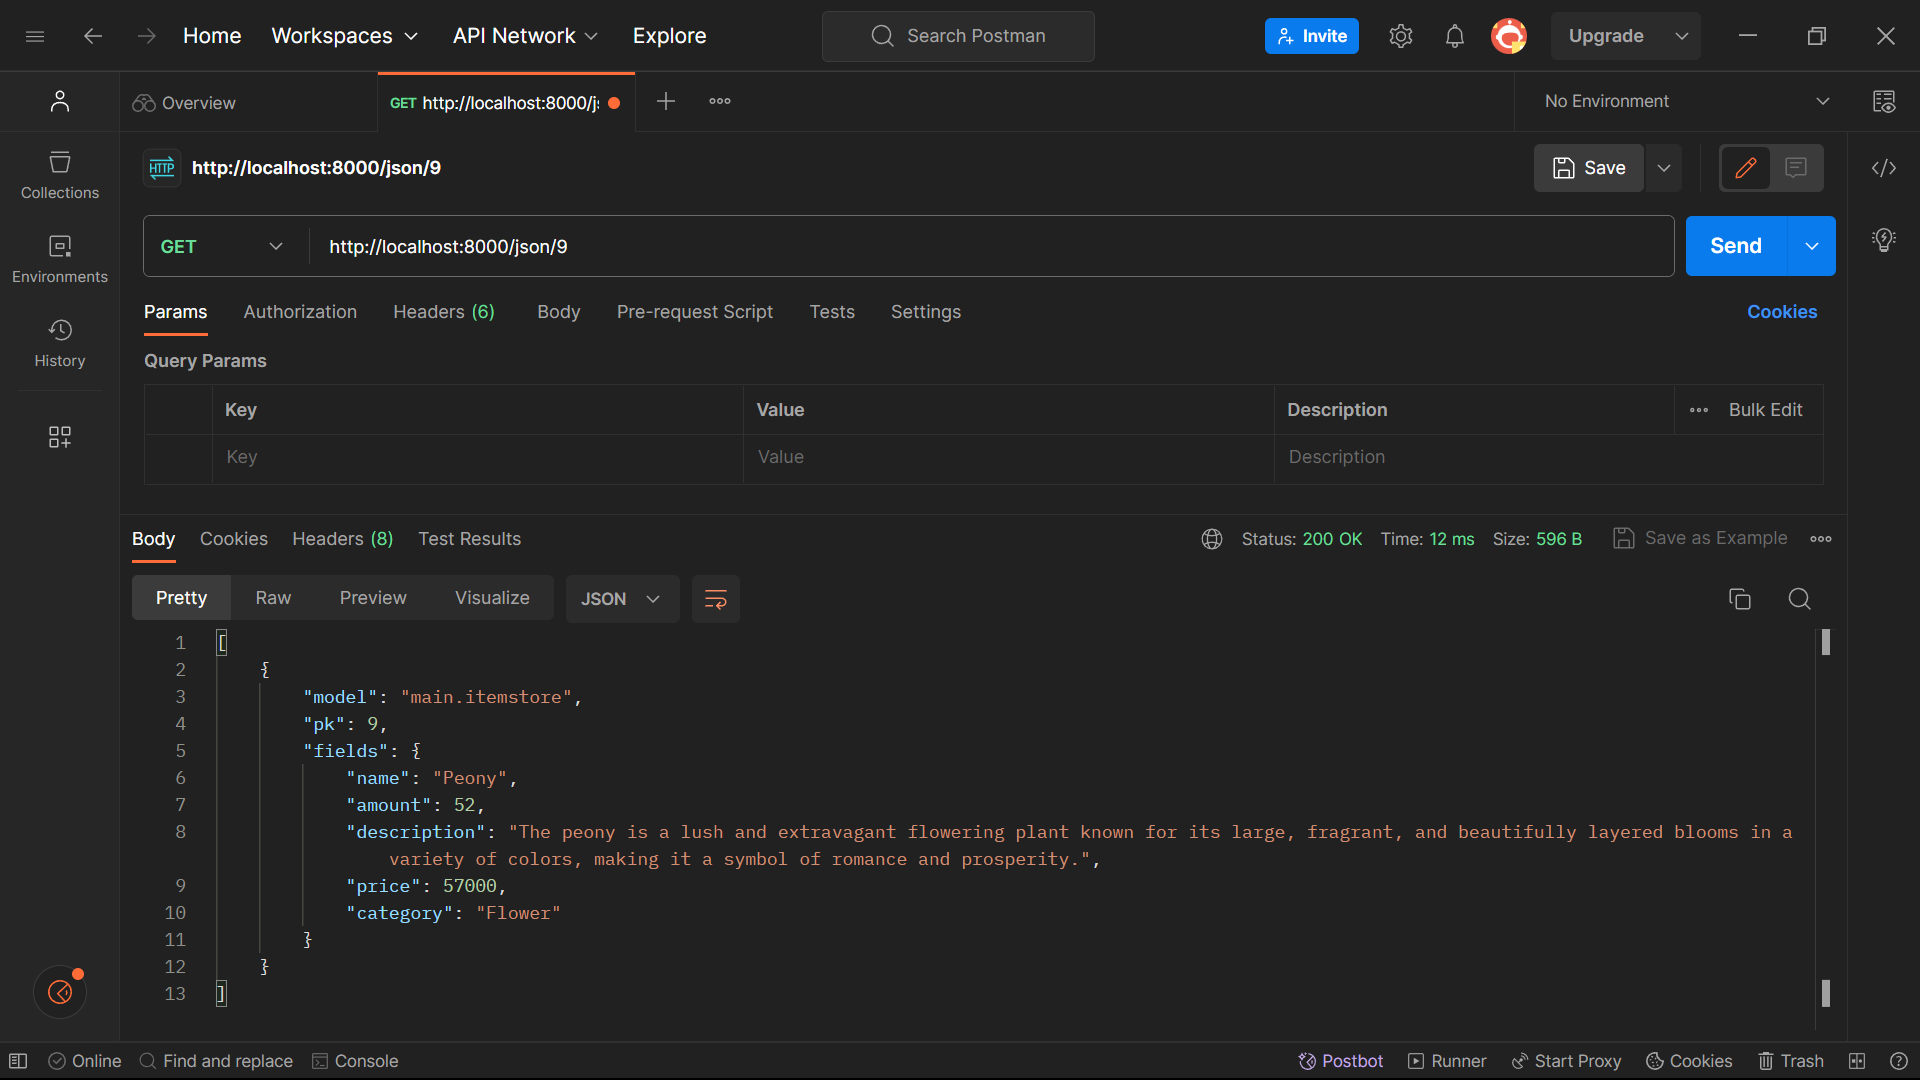 Home Workspaces API Network Explore Search Postman Invite Upgrade
Overview GET http://localhost:8000/j No Environment
HTTP http://localhost:8000/json/9 Save
Collections
GET http://localhost:8000/json/9 Send
Environments
Params Authorization Headers (6) Body Pre-request Script Tests Settings Cookies
History
Query Params
Key Value Description Bulk Edit
Key Value Description
Body Cookies Headers (8) Test Results Status: 200 OK Time: 12 ms Size: 596 B Save as Example
Pretty Raw Preview Visualize JSON
1 [
2 {
3 "model": "main.itemstore",
4 "pk": 9,
5 "fields": {
6 "name": "Peony",
7 "amount": 52,
8 "description": "The peony is a lush and extravagant flowering plant known for its large, fragrant, and beautifully layered blooms in a
variety of colors, making it a symbol of romance and prosperity.",
9 "price": 57000,
10 "category": "Flower"
11 }
12 }
13 ]
Online Find and replace Console Postbot Runner Start Proxy Cookies Trash